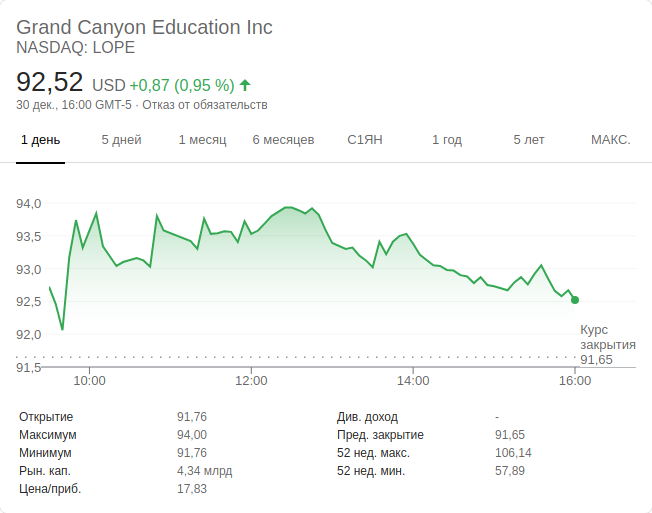 Grand Canyon Education Inc
NASDAQ: LOPE
92,52 USD +0,87 (0,95 %)
30 дек., 16:00 GMT-5 · Отказ от обязательств
1 день 5 дней 1 месяц 6 месяцев С1ЯН 1 год 5 лет МАКС.
94,0
93,5
93,0
92,5
92,0
Курс
закрытия
91,65
91,5
10:00 12:00 14:00 16:00
Открытие 91,76 Див. доход -
Максимум 94,00 Пред. закрытие 91,65
Минимум 91,76 52 нед. макс. 106,14
Рын. кап. 4,34 млрд 52 нед. мин. 57,89
Цена/приб. 17,83